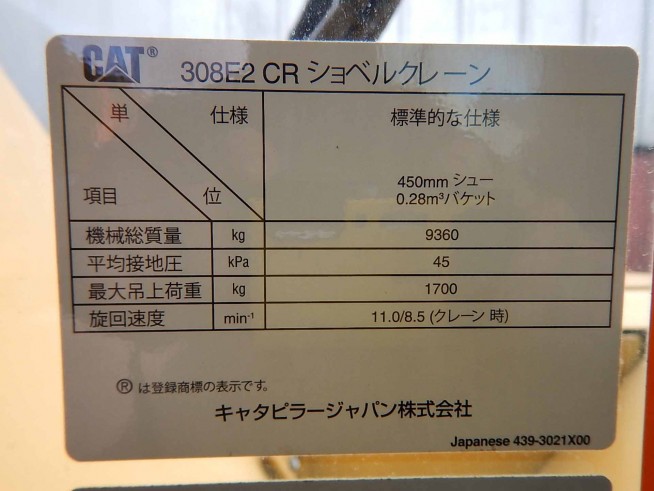 CAT® 308E2 CR ショベルクレーン
単 仕様 標準的な仕様
450mm シュー
項目 位 0.28m³バケット
機械総質量 kg 9360
平均接地圧 kPa 45
最大吊上荷重 kg 1700
旋回速度 min⁻¹ 11.0/8.5 (クレーン 時)
® は登録商標の表示です。
キャタピラージャパン株式会社
Japanese 439-3021X00